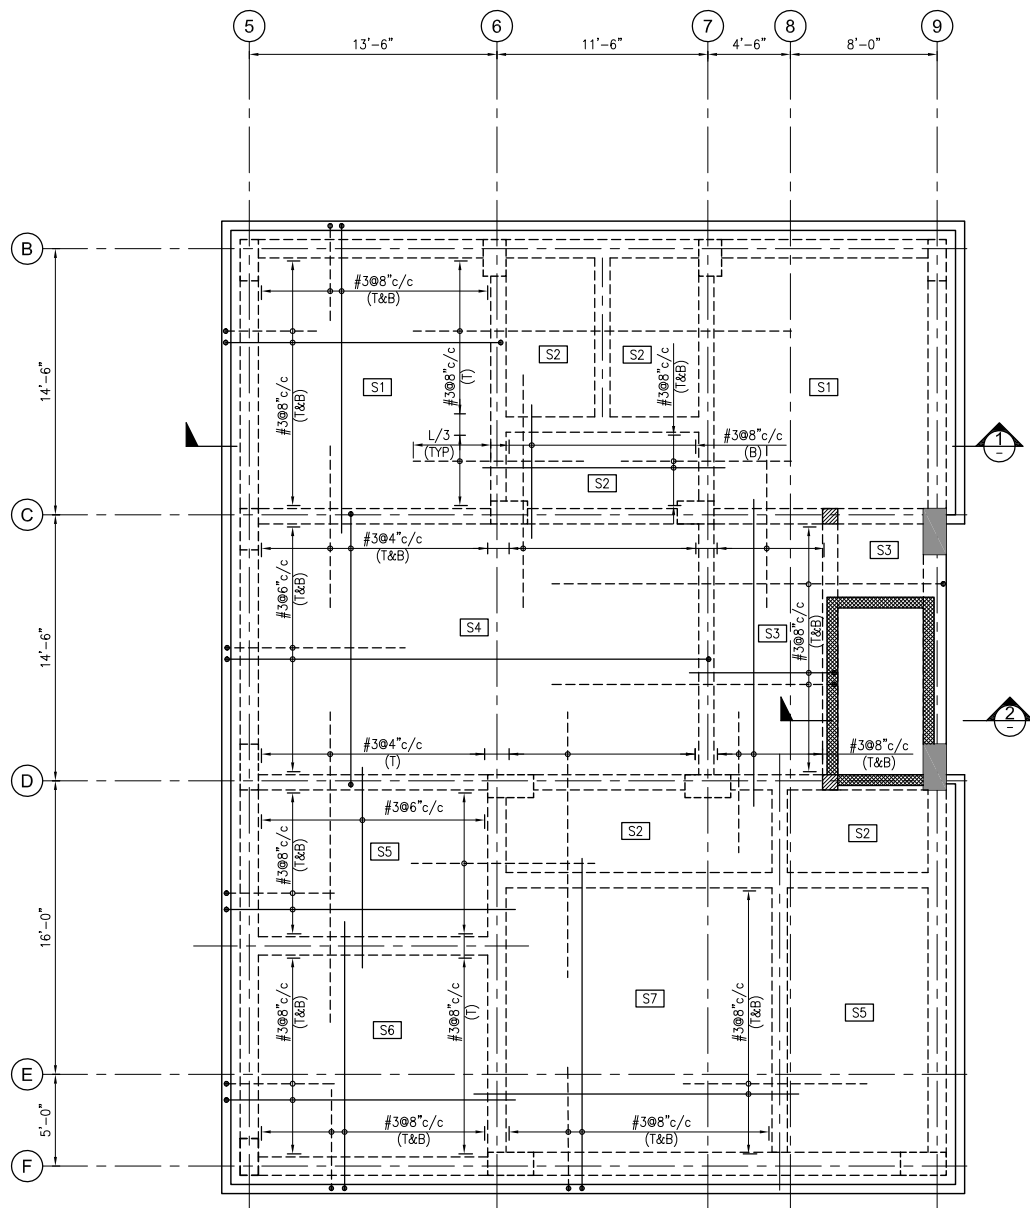 5 6 7 8 9
13'-6" 11'-6" 4'-6" 8'-0"
B
#3@8"c/c
(T&B)
#3@8"c/c
(T)
#3@8"c/c
(T&B)
14'-6"
S1
S2
S2
#3@8"c/c
(T&B)
S1
L/3
(TYP)
#3@8"c/c
(B)
1
-
S2
C
#3@4"c/c
(T&B)
S3
#3@6"c/c
(T&B)
14'-6"
S4
S3
#3@8"c/c
(T&B)
2
-
#3@4"c/c
(T)
#3@8"c/c
(T&B)
D
#3@6"c/c
#3@8"c/c
(T&B)
S5
S2
S2
16'-0"
#3@8"c/c
(T&B)
#3@8"c/c
(T)
S6
S7
#3@8"c/c
(T&B)
S5
E
5'-0"
#3@8"c/c
(T&B)
#3@8"c/c
(T&B)
F